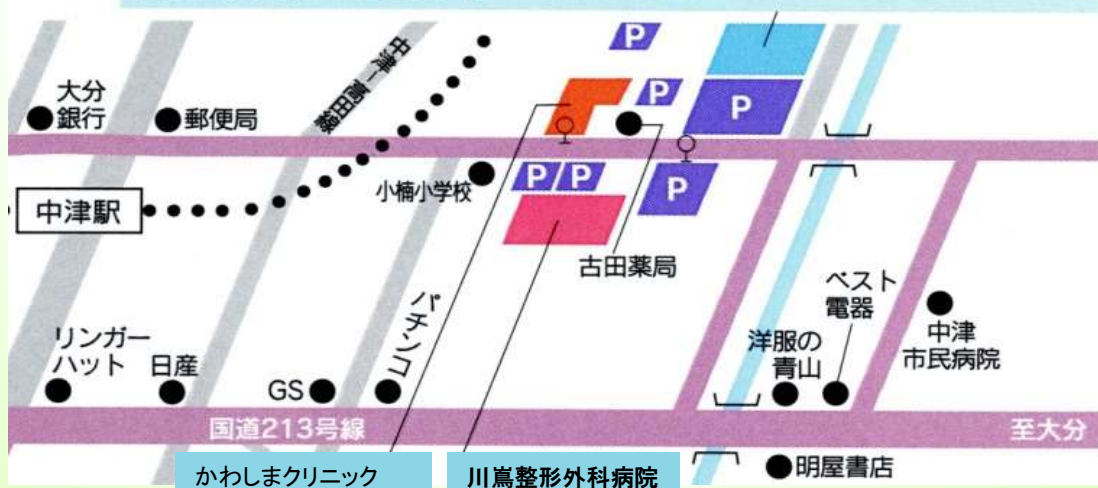 P
中津ー高田線
大分
銀行
郵便局
P
P
小楠小学校
P P
P
中津駅
古田薬局
パチンコ
ベスト
電器
リンガー
ハット
日産
GS
洋服の
青山
中津
市民病院
国道213号線
至大分
かわしまクリニック
川嶌整形外科病院
明屋書店